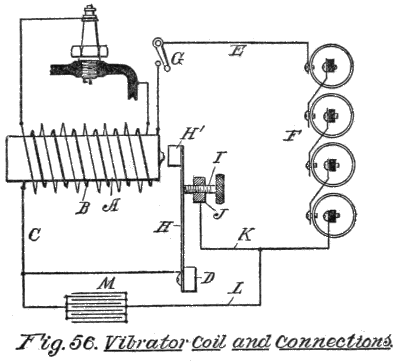 G
E
F
H'
I
J
B
A
H
C
K
D
M
L
Fig. 56. Vibrator Coil and Connections.